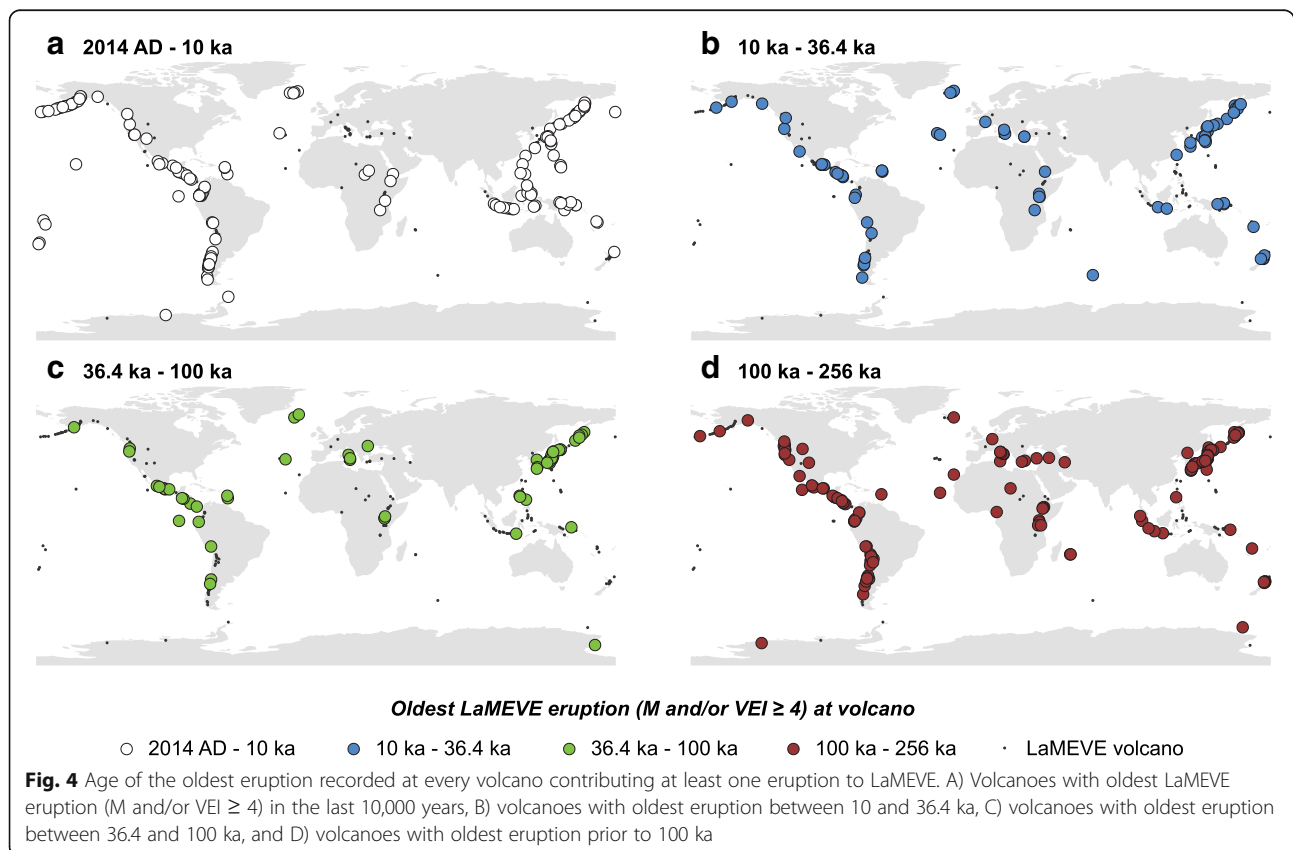 a 2014 AD - 10 ka
b 10 ka - 36.4 ka
c 36.4 ka - 100 ka
d 100 ka - 256 ka
Oldest LaMEVE eruption (M and/or VEI ≥ 4) at volcano
2014 AD - 10 ka 10 ka - 36.4 ka 36.4 ka - 100 ka 100 ka - 256 ka LaMEVE volcano
Fig. 4 Age of the oldest eruption recorded at every volcano contributing at least one eruption to LaMEVE. A) Volcanoes with oldest LaMEVE
eruption (M and/or VEI ≥ 4) in the last 10,000 years, B) volcanoes with oldest eruption between 10 and 36.4 ka, C) volcanoes with oldest eruption
between 36.4 and 100 ka, and D) volcanoes with oldest eruption prior to 100 ka